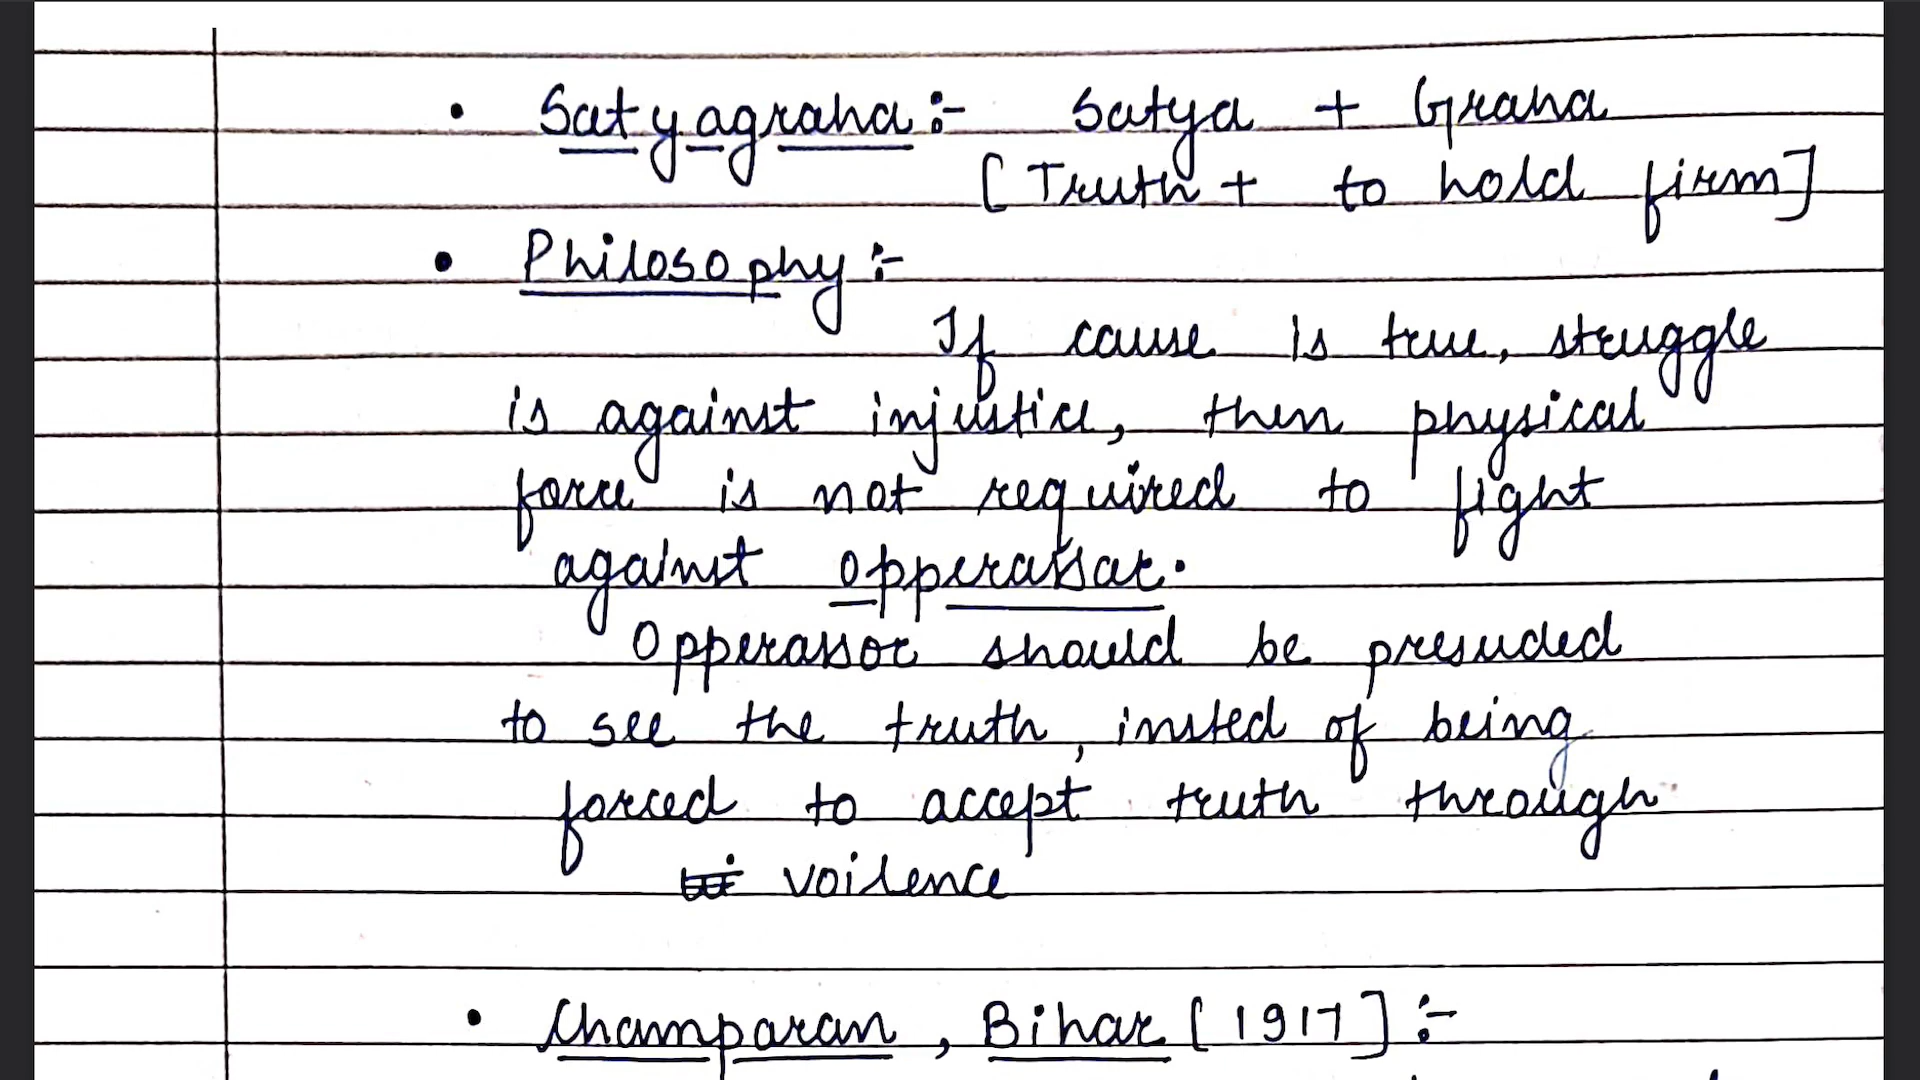 • Satyagraha :- Satya + Graha
[Truth + to hold firm]
• Philosophy :-
If cause is true, struggle
is against injustice, then physical
force is not required to fight
against opperassar.
Opperassor should be presuded
to see the truth, insted of being
forced to accept truth through
voilence
• Champaran, Bihar [1917] :-